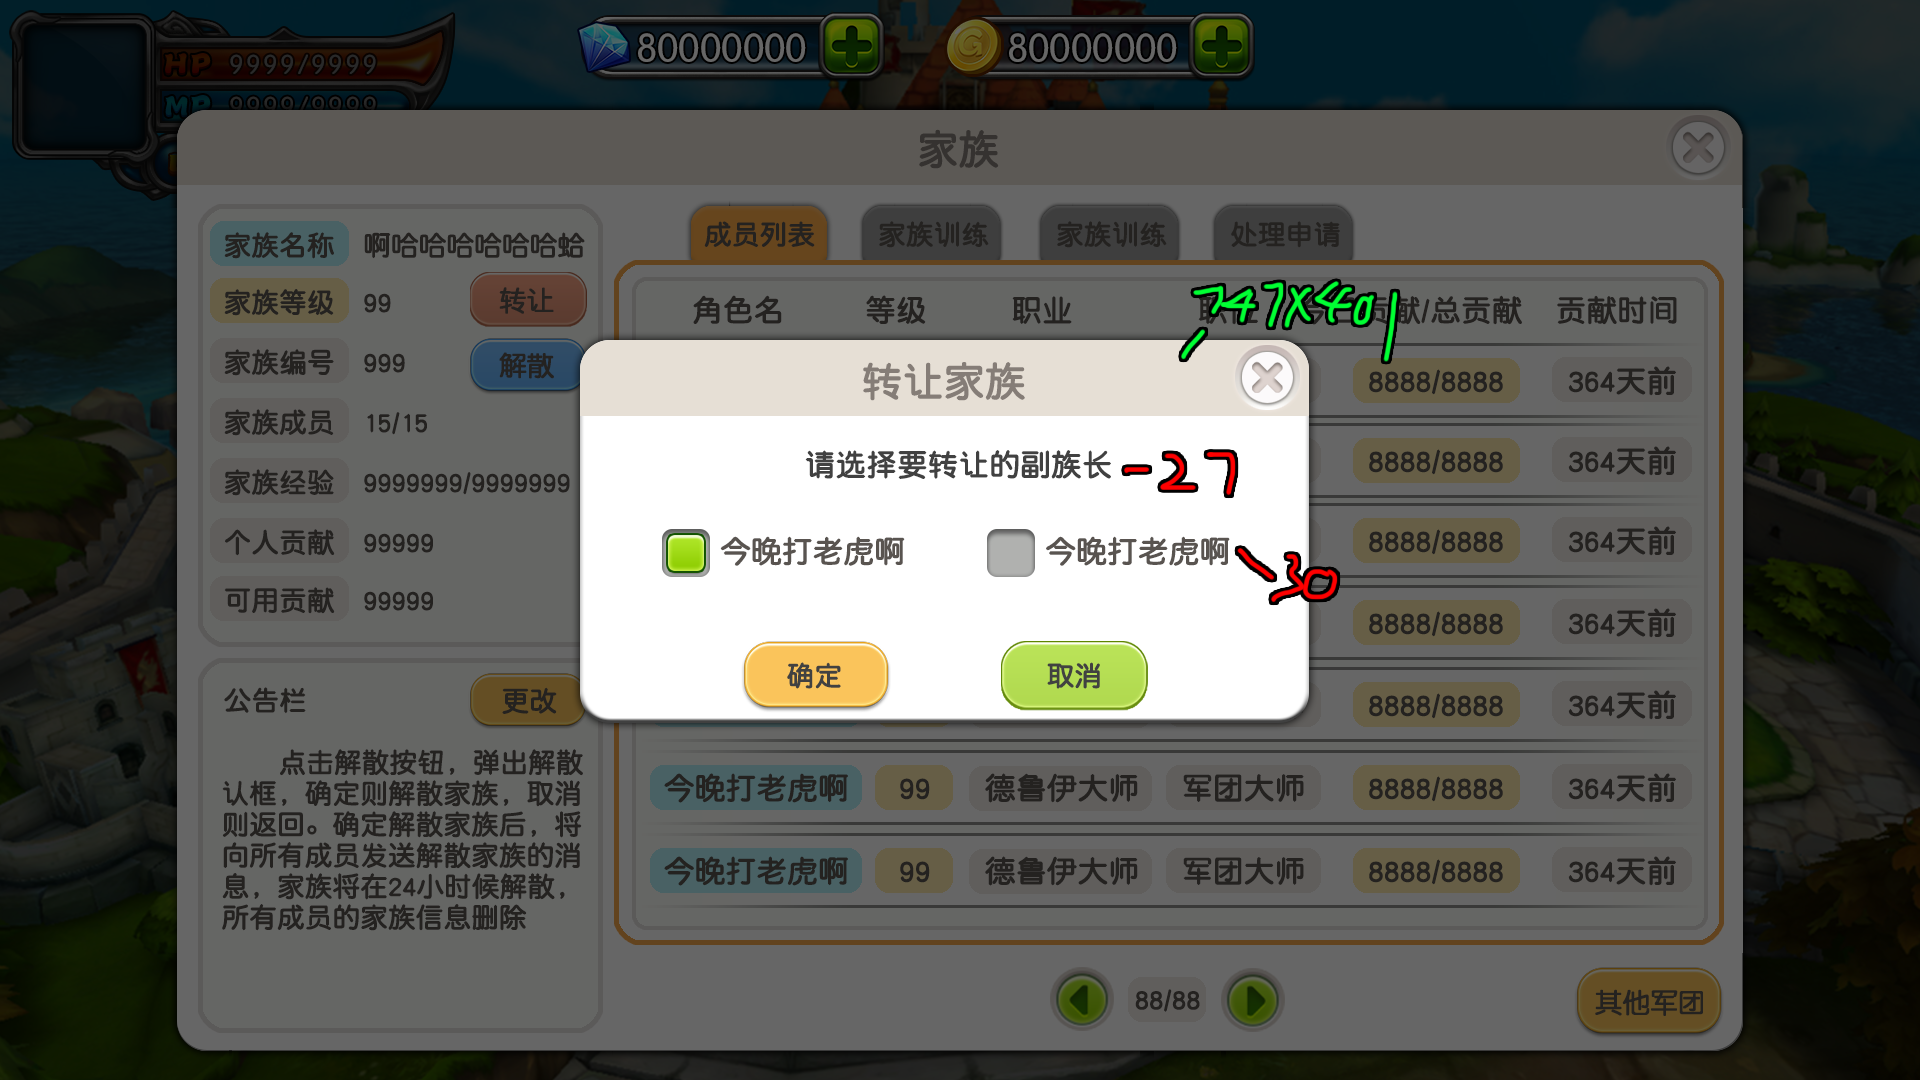 HP 9999/9999
MP 9999/9999
80000000
80000000
家族
家族名称 啊哈哈哈哈哈哈蛤
家族等级 99 转让
家族编号 999 解散
家族成员 15/15
家族经验 9999999/9999999
个人贡献 99999
可用贡献 99999
公告栏 更改
点击解散按钮，弹出解散
认框，确定则解散家族，取消
则返回。确定解散家族后，将
向所有成员发送解散家族的消
息，家族将在24小时候解散，
所有成员的家族信息删除
成员列表 家族训练 家族训练 处理申请
角色名 等级 职业 职位 贡献/总贡献 贡献时间
747X401
8888/8888 364天前
8888/8888 364天前
8888/8888 364天前
8888/8888 364天前
8888/8888 364天前
今晚打老虎啊 99 德鲁伊大师 军团大师 8888/8888 364天前
今晚打老虎啊 99 德鲁伊大师 军团大师 8888/8888 364天前
转让家族
请选择要转让的副族长 -27
今晚打老虎啊 今晚打老虎啊 -30
确定 取消
88/88
其他军团